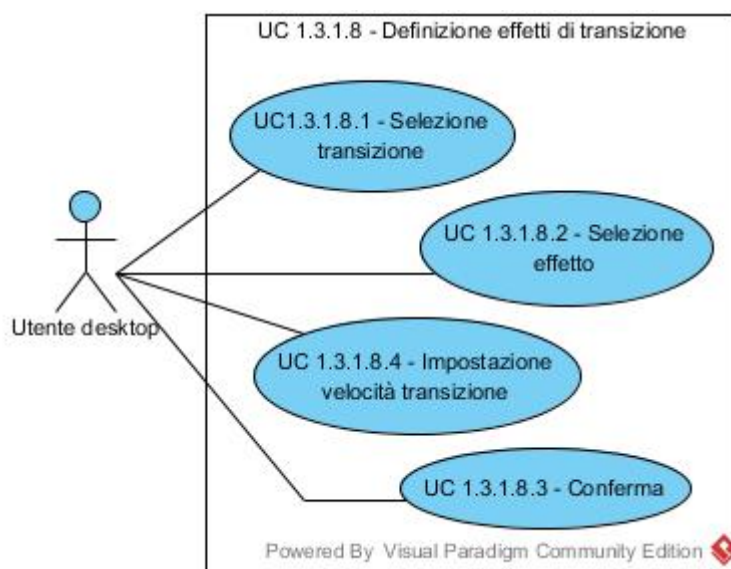 UC 1.3.1.8 - Definizione effetti di transizione
UC1.3.1.8.1 - Selezione
transizione
UC 1.3.1.8.2 - Selezione
effetto
Utente desktop
UC 1.3.1.8.4 - Impostazione
velocità transizione
UC 1.3.1.8.3 - Conferma
Powered By Visual Paradigm Community Edition